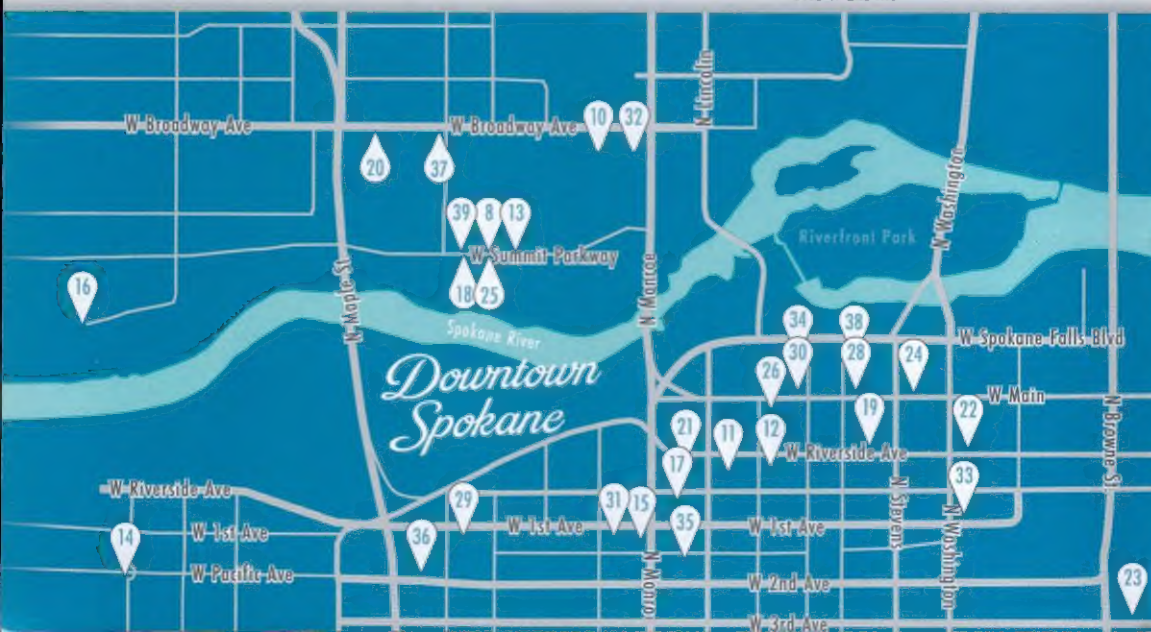 N Lincoln
W Broadway Ave
W Broadway Ave
10
32
20
37
39
8
13
W Summit Parkway
N Washington
Riverfront Park
16
18
25
N Maple St
N Monroe
Spokane River
34
38
W Spokane Falls Blvd
Downtown
Spokane
26
30
28
24
W Main
19
22
21
11
12
W Riverside Ave
17
33
N Browne St.
W Riverside Ave
29
31
15
W 1st Ave
W 1st Ave
W 1st Ave
35
N Stevens
N Washington
14
36
W Pacific Ave
N Monro
W 2nd Ave
23
W 3rd Ave